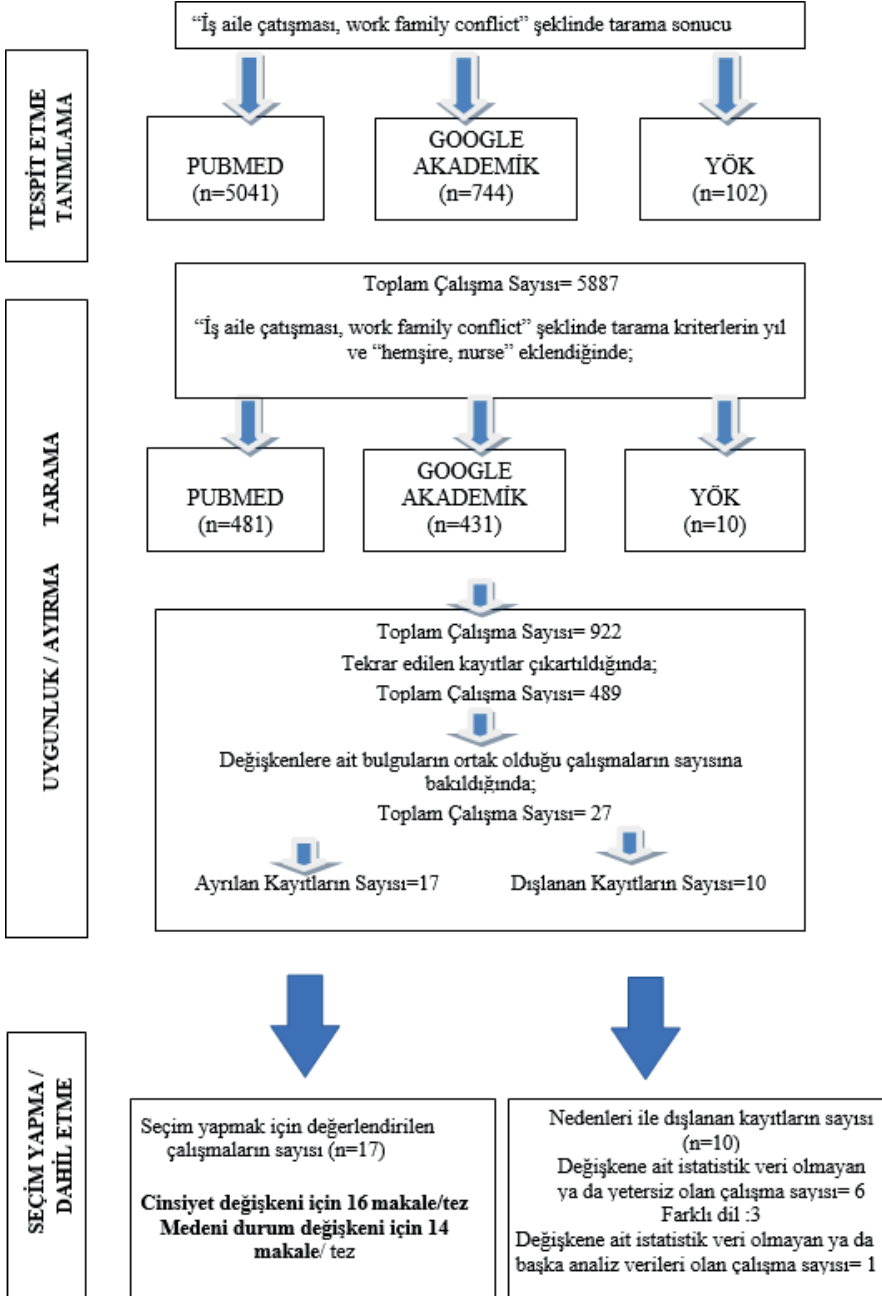 “İş aile çatışması, work family conflict” şeklinde tarama sonucu
TESPİT ETME
TANIMLAMA
PUBMED
(n=5041)
GOOGLE
AKADEMİK
(n=744)
YÖK
(n=102)
Toplam Çalışma Sayısı= 5887
“İş aile çatışması, work family conflict” şeklinde tarama kriterlerin yıl
ve “hemşire, nurse” eklendiğinde;
UYGUNLUK / AYIRMA TARAMA
PUBMED
(n=481)
GOOGLE
AKADEMİK
(n=431)
YÖK
(n=10)
Toplam Çalışma Sayısı= 922
Tekrar edilen kayıtlar çıkartıldığında;
Toplam Çalışma Sayısı= 489
Değişkenlere ait bulguların ortak olduğu çalışmaların sayısına
bakıldığında;
Toplam Çalışma Sayısı= 27
Ayrılan Kayıtların Sayısı=17
Dışlanan Kayıtların Sayısı=10
SEÇİM YAPMA /
DAHİL ETME
Seçim yapmak için değerlendirilen
çalışmaların sayısı (n=17)
Cinsiyet değişkeni için 16 makale/tez
Medeni durum değişkeni için 14
makale/ tez
Nedenleri ile dışlanan kayıtların sayısı
(n=10)
Değişkene ait istatistik veri olmayan
ya da yetersiz olan çalışma sayısı= 6
Farklı dil :3
Değişkene ait istatistik veri olmayan ya da
başka analiz verileri olan çalışma sayısı= 1